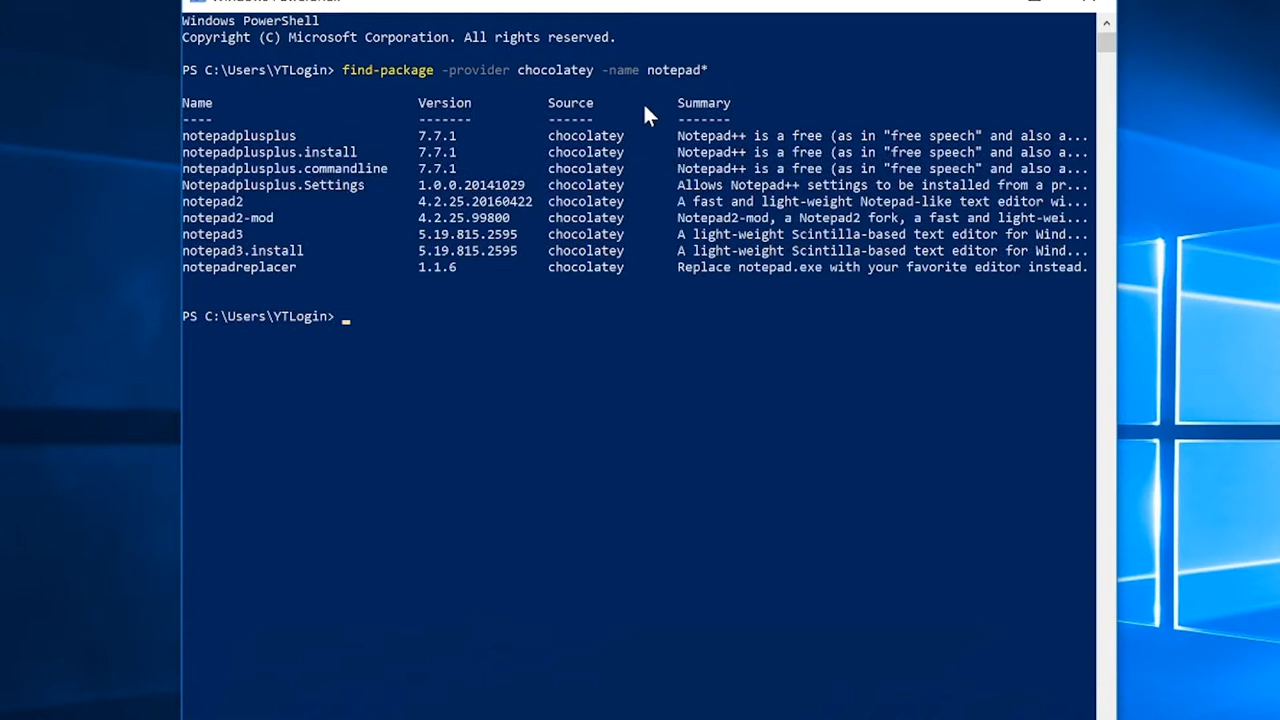 Windows PowerShell
Copyright (C) Microsoft Corporation. All rights reserved.
PS C:\Users\YTLogin> find-package -provider chocolatey -name notepad*
Name Version Source Summary
---- ------- ------ -------
notepadplusplus 7.7.1 chocolatey Notepad++ is a free (as in "free speech" and also a...
notepadplusplus.install 7.7.1 chocolatey Notepad++ is a free (as in "free speech" and also a...
notepadplusplus.commandline 7.7.1 chocolatey Notepad++ is a free (as in "free speech" and also a...
Notepadplusplus.Settings 1.0.0.20141029 chocolatey Allows Notepad++ settings to be installed from a pr...
notepad2 4.2.25.20160422 chocolatey A fast and light-weight Notepad-like text editor wi...
notepad2-mod 4.2.25.99800 chocolatey Notepad2-mod, a Notepad2 fork, a fast and light-wei...
notepad3 5.19.815.2595 chocolatey A light-weight Scintilla-based text editor for Wind...
notepad3.install 5.19.815.2595 chocolatey A light-weight Scintilla-based text editor for Wind...
notepadreplacer 1.1.6 chocolatey Replace notepad.exe with your favorite editor instead.
PS C:\Users\YTLogin>